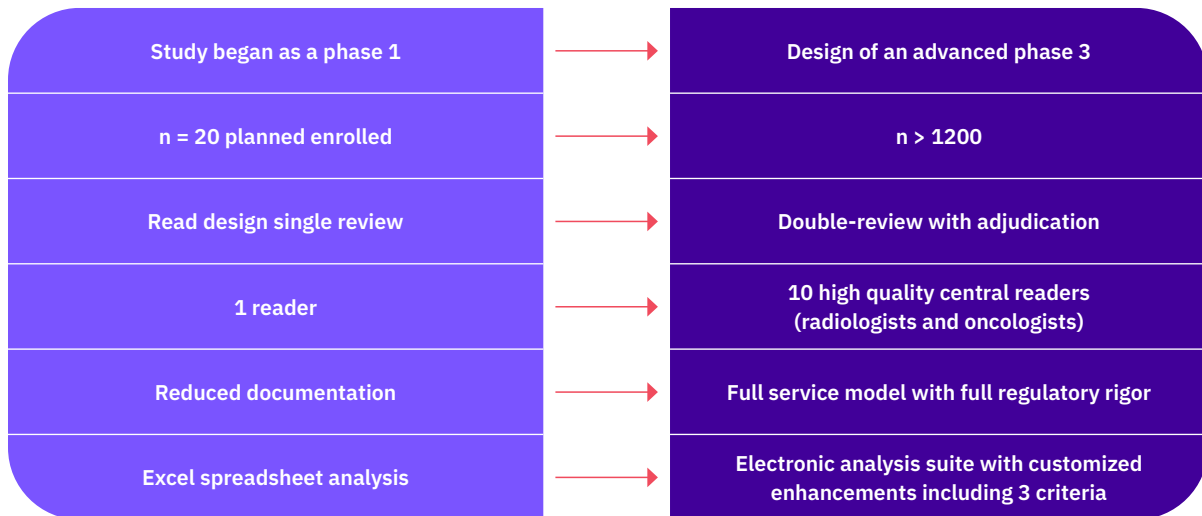 Study began as a phase 1
Design of an advanced phase 3
n = 20 planned enrolled
n > 1200
Read design single review
Double-review with adjudication
1 reader
10 high quality central readers
(radiologists and oncologists)
Reduced documentation
Full service model with full regulatory rigor
Excel spreadsheet analysis
Electronic analysis suite with customized
enhancements including 3 criteria